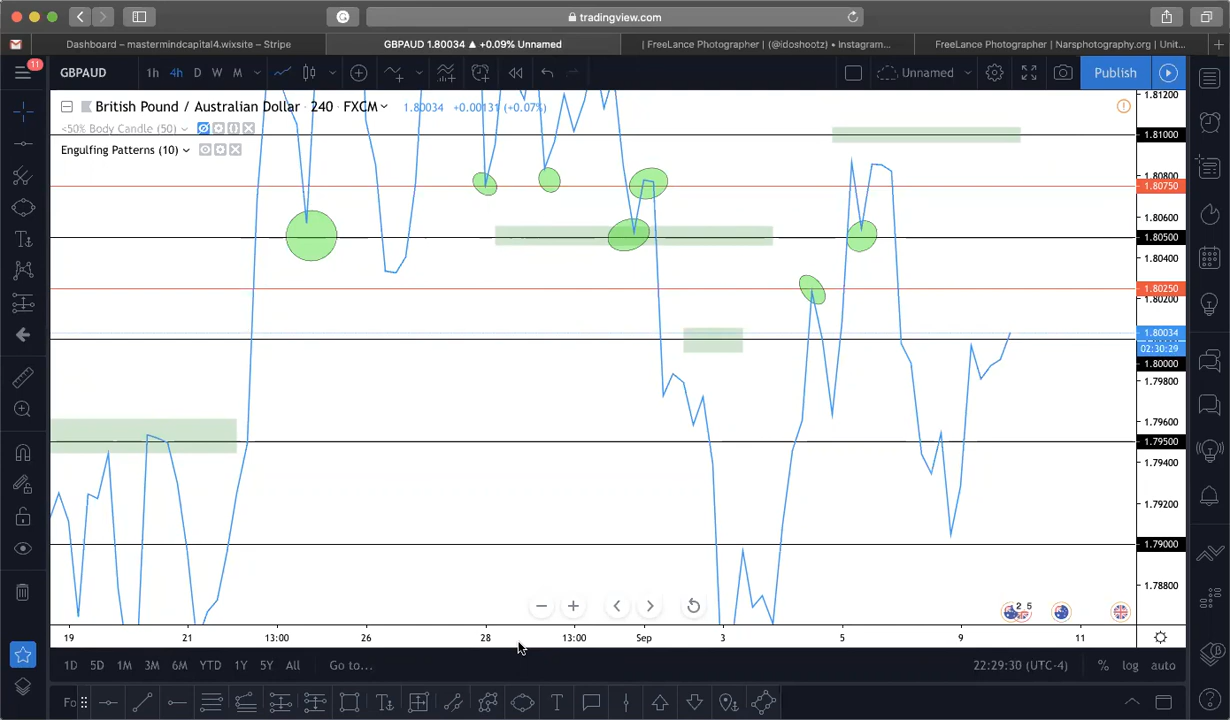 tradingview.com
Dashboard – mastermindcapital4.wixsite – Stripe
GBPAUD 1.80034 ▲ +0.09% Unnamed
| FreeLance Photographer | (@idoshootz) • Instagram...
FreeLance Photographer | Narsphotography.org | Unit...
11
GBPAUD
1h 4h D W M
Unnamed
Publish
British Pound / Australian Dollar · 240 · FXCM
1.80034 +0.00131 (+0.07%)
<50% Body Candle (50)
Engulfing Patterns (10)
1.81200
1.81000
1.80800
1.80750
1.80600
1.80500
1.80400
1.80250
1.80200
1.80034
02:30:29
1.80000
1.79800
1.79600
1.79500
1.79400
1.79200
1.79000
1.78800
2 5
19 21 13:00 26 28 13:00 Sep 3 5 9 11
1D 5D 1M 3M 6M YTD 1Y 5Y All Go to...
22:29:30 (UTC-4) % log auto
Fo